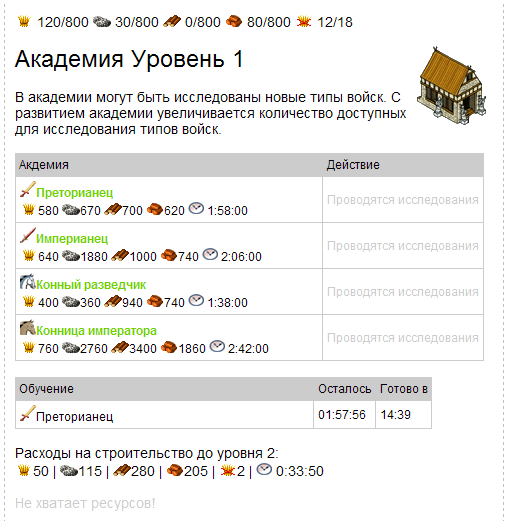 120/800 30/800 0/800 80/800 12/18
Академия Уровень 1
В академии могут быть исследованы новые типы войск. С
развитием академии увеличивается количество доступных
для исследования типов войск.
Акдемия Действие
Преторианец
580 670 700 620 1:58:00
Проводятся исследования
Империанец
640 1880 1000 740 2:06:00
Проводятся исследования
Конный разведчик
400 360 940 740 1:38:00
Проводятся исследования
Конница императора
760 2760 3400 1860 2:42:00
Проводятся исследования
Обучение Осталось Готово в
Преторианец 01:57:56 14:39
Расходы на строительство до уровня 2:
50 | 115 | 280 | 205 | 2 | 0:33:50
Не хватает ресурсов!